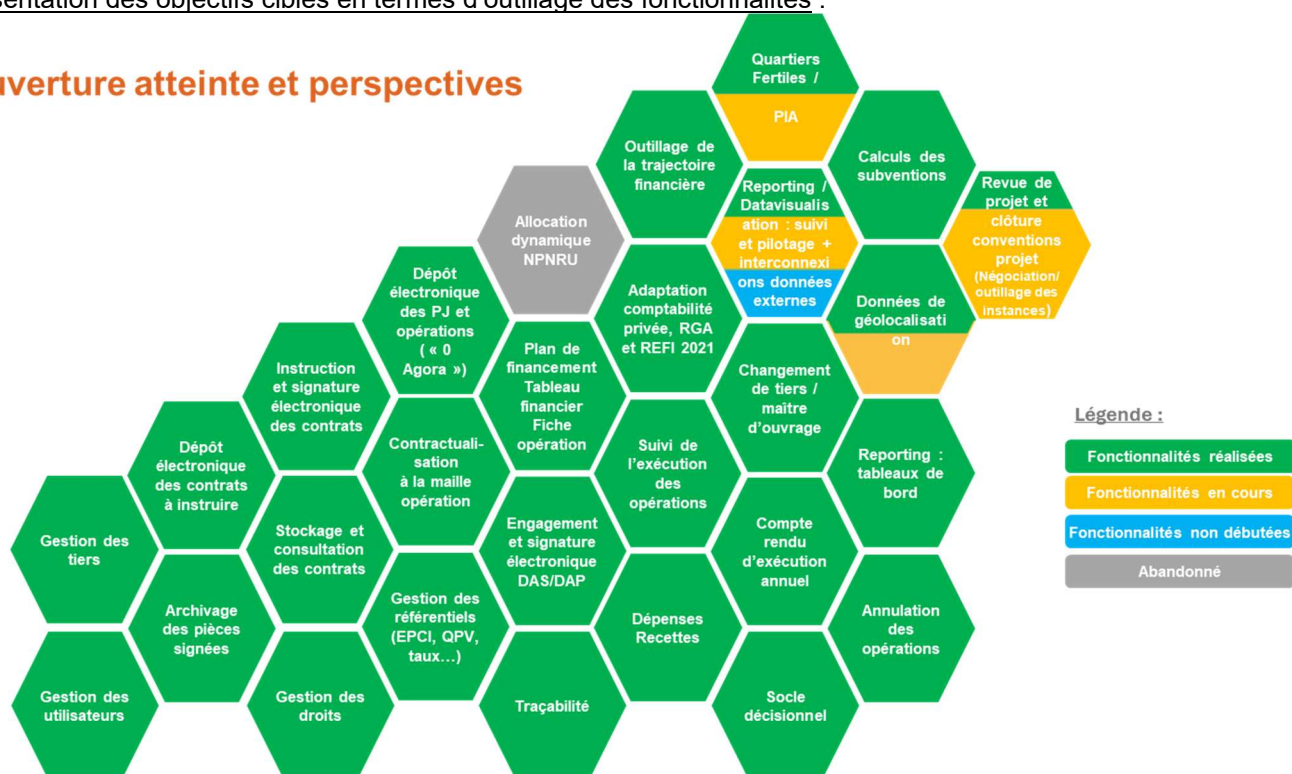 sentation des objectifs cibles en termes d'outillage des fonctionnalités :
uverture atteinte et perspectives
Quartiers
Fertiles /
PIA
Outillage de
la trajectoire
financière
Calculs des
subventions
Allocation
dynamique
NPNRU
Reporting /
Datavisualis
ation : suivi
et pilotage +
interconnexi
ons données
externes
Revue de
projet et
clôture
conventions
projet
(Négociation/
outillage des
instances)
Dépôt
électronique
des PJ et
opérations
( « 0
Agora »)
Adaptation
comptabilité
privée, RGA
et REFI 2021
Données de
géolocalisati
on
Instruction
et signature
électronique
des contrats
Plan de
financement
Tableau
financier
Fiche
opération
Changement
de tiers /
maître
d'ouvrage
Dépôt
électronique
des contrats
à instruire
Contractuali-
sation
à la maille
opération
Suivi de
l'exécution
des
opérations
Reporting :
tableaux de
bord
Gestion des
tiers
Stockage et
consultation
des contrats
Engagement
et signature
électronique
DAS/DAP
Compte
rendu
d'exécution
annuel
Archivage
des pièces
signées
Gestion des
référentiels
(EPCI, QPV,
taux...)
Dépenses
Recettes
Annulation
des
opérations
Gestion des
utilisateurs
Gestion des
droits
Traçabilité
Socle
décisionnel
Légende :
Fonctionnalités réalisées
Fonctionnalités en cours
Fonctionnalités non débutées
Abandonné